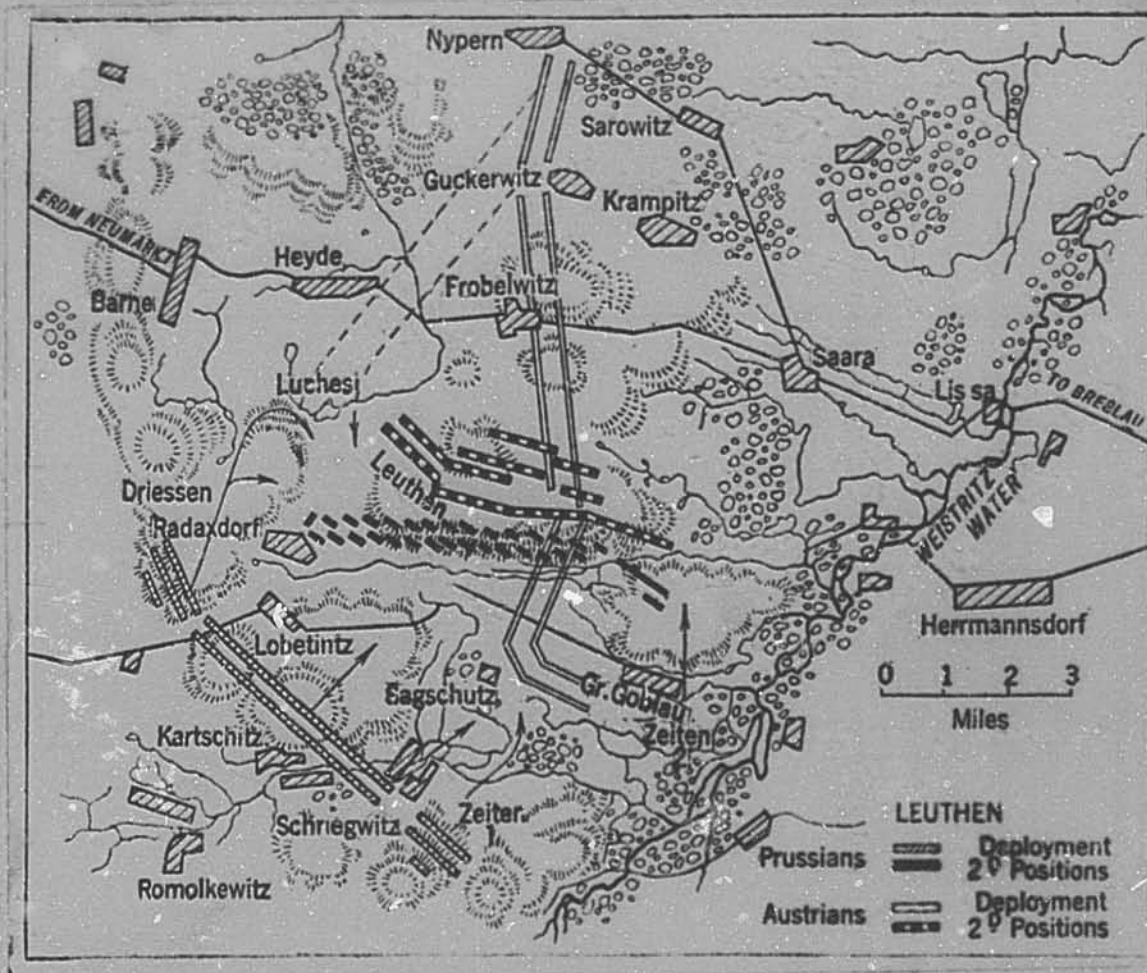 Nypern
Sarowitz
Guckerwitz
Krampitz
FROM NEUMARKT
Heyde
Frobelwitz
Barne
Saara
Lis sa
TO BRESLAU
Luchesi
Leuthen
Driessen
Radaxdorf
WEISTRITZ
WATER
Herrmannsdorf
Lobetintz
Gr. Goblau
Sagschutz
0 1 2 3
Miles
Kartschitz
Zeiten
Schriegwitz
Zeiter
Romolkewitz
LEUTHEN
Prussians
Deployment
2º Positions
Austrians
Deployment
2º Positions